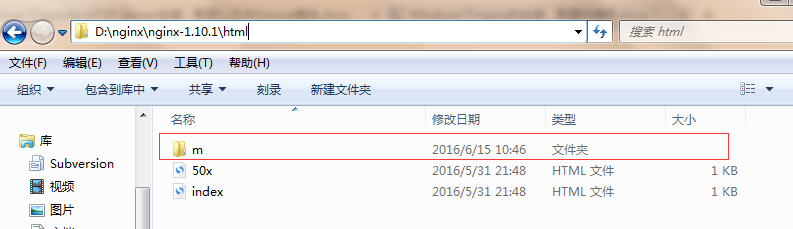 D:\nginx\nginx-1.10.1\html
搜索 html
文件(F) 编辑(E) 查看(V) 工具(T) 帮助(H)
组织 包含到库中 共享 刻录 新建文件夹
名称 修改日期 类型 大小
库
m 2016/6/15 10:46 文件夹
Subversion
50x 2016/5/31 21:48 HTML 文件 1 KB
视频
index 2016/5/31 21:48 HTML 文件 1 KB
图片